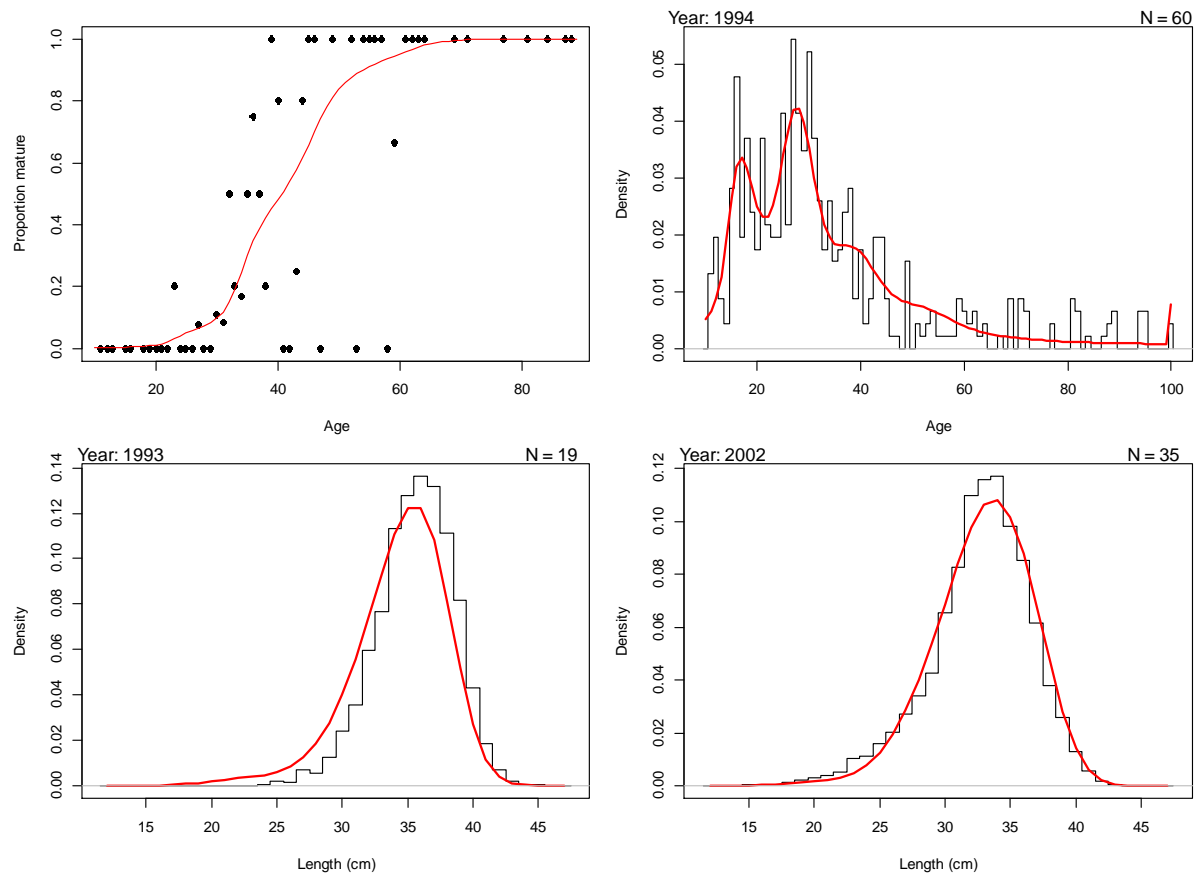 Proportion mature
0.0 0.2 0.4 0.6 0.8 1.0
20 40 60 80
Age
Year: 1994 N = 60
Density
0.00 0.01 0.02 0.03 0.04 0.05
20 40 60 80 100
Age
Year: 1993 N = 19
Density
0.00 0.02 0.04 0.06 0.08 0.10 0.12 0.14
15 20 25 30 35 40 45
Length (cm)
Year: 2002 N = 35
Density
0.00 0.02 0.04 0.06 0.08 0.10 0.12
15 20 25 30 35 40 45
Length (cm)